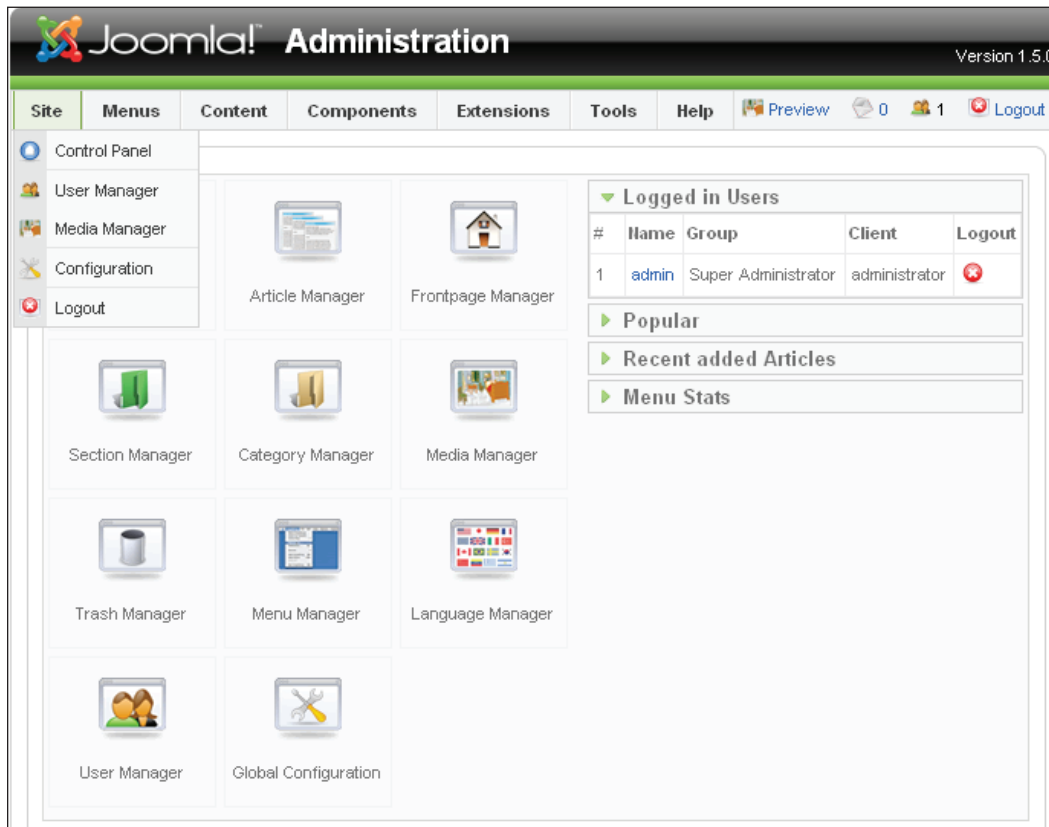 Joomla!™ Administration
Version 1.5.0
Site Menus Content Components Extensions Tools Help Preview 0 1 Logout
Control Panel
User Manager
Media Manager
Configuration
Logout
Article Manager Frontpage Manager
Section Manager Category Manager Media Manager
Trash Manager Menu Manager Language Manager
User Manager Global Configuration
Logged in Users
# Name Group Client Logout
1 admin Super Administrator administrator
Popular
Recent added Articles
Menu Stats